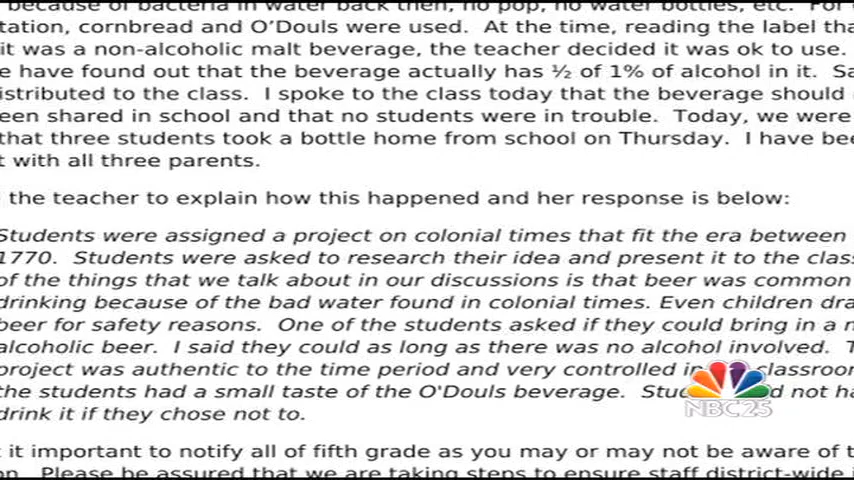 because of bacteria in water back then, no pop, no water bottles, etc. For
tation, cornbread and O'Douls were used. At the time, reading the label tha
it was a non-alcoholic malt beverage, the teacher decided it was ok to use.
e have found out that the beverage actually has ½ of 1% of alcohol in it. Sa
istributed to the class. I spoke to the class today that the beverage should
een shared in school and that no students were in trouble. Today, we were
that three students took a bottle home from school on Thursday. I have bee
t with all three parents.
the teacher to explain how this happened and her response is below:
Students were assigned a project on colonial times that fit the era between
1770. Students were asked to research their idea and present it to the clas
of the things that we talk about in our discussions is that beer was common
drinking because of the bad water found in colonial times. Even children dra
beer for safety reasons. One of the students asked if they could bring in a n
alcoholic beer. I said they could as long as there was no alcohol involved. T
project was authentic to the time period and very controlled in classroom
the students had a small taste of the O'Douls beverage. Stu d not ha
drink it if they chose not to.
NBC25
t it important to notify all of fifth grade as you may or may not be aware of t
on. Please be assured that we are taking steps to ensure staff district-wide i